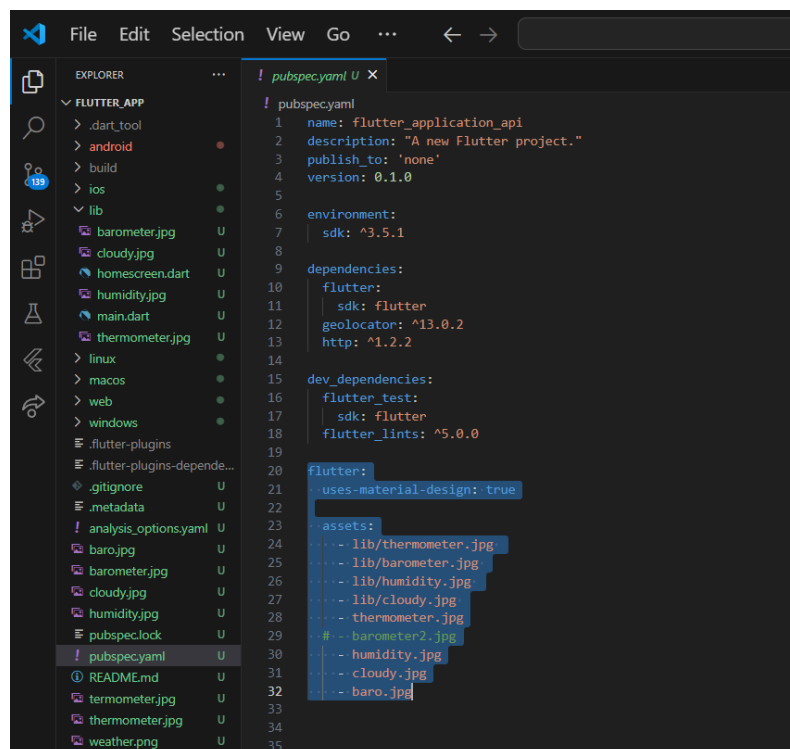 File Edit Selection View Go ···
EXPLORER ···
FLUTTER_APP
.dart_tool
android
build
ios
lib
barometer.jpg U
cloudy.jpg U
homescreen.dart U
humidity.jpg U
main.dart U
thermometer.jpg U
linux
macos
web
windows
.flutter-plugins
.flutter-plugins-depende...
.gitignore U
.metadata U
analysis_options.yaml U
baro.jpg U
barometer.jpg U
cloudy.jpg U
humidity.jpg U
pubspec.lock U
! pubspec.yaml U
README.md U
termometer.jpg U
thermometer.jpg U
weather.png U
139
! pubspec.yaml U ×
! pubspec.yaml
1 name: flutter_application_api
2 description: "A new Flutter project."
3 publish_to: 'none'
4 version: 0.1.0
5
6 environment:
7 sdk: ^3.5.1
8
9 dependencies:
10 flutter:
11 sdk: flutter
12 geolocator: ^13.0.2
13 http: ^1.2.2
14
15 dev_dependencies:
16 flutter_test:
17 sdk: flutter
18 flutter_lints: ^5.0.0
19
20 flutter:
21 uses-material-design: true
22
23 assets:
24 - lib/thermometer.jpg
25 - lib/barometer.jpg
26 - lib/humidity.jpg
27 - lib/cloudy.jpg
28 - thermometer.jpg
29 # - barometer2.jpg
30 - humidity.jpg
31 - cloudy.jpg
32 - baro.jpg
33
34
35